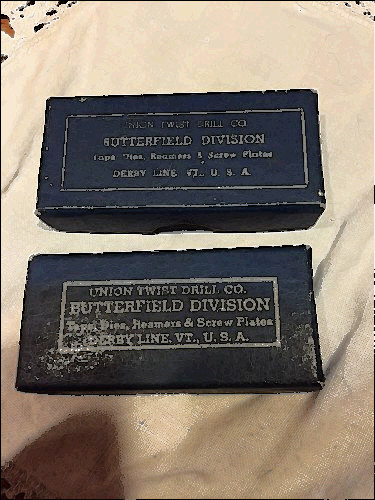 UNION TWIST DRILL CO.
BUTTERFIELD DIVISION
Taps, Dies, Reamers & Screw Plates
DERBY LINE, VT., U. S. A.
UNION TWIST DRILL CO.
BUTTERFIELD DIVISION
Taps, Dies, Reamers & Screw Plates
DERBY LINE, VT., U. S. A.